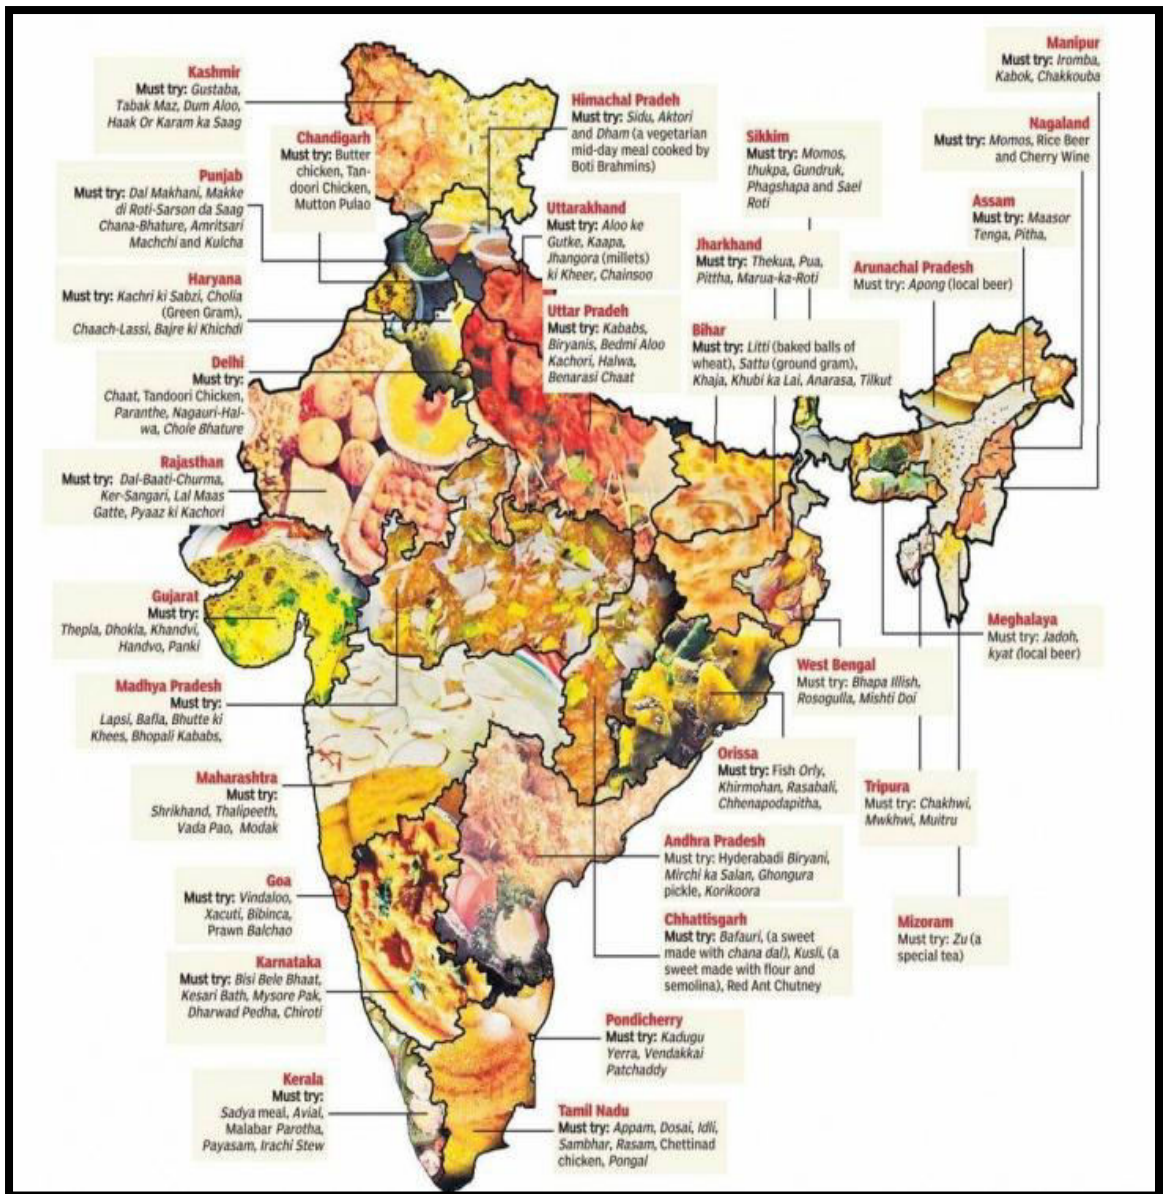 Kashmir
Must try: Gustaba,
Tabak Maz, Dum Aloo,
Haak Or Karam ka Saag
Chandigarh
Must try: Butter
chicken, Tan-
doori Chicken,
Mutton Pulao
Punjab
Must try: Dal Makhani, Makke
di Roti-Sarson da Saag
Chana-Bhature, Amritsari
Machchi and Kulcha
Haryana
Must try: Kachri ki Sabzi, Cholia
(Green Gram),
Chaach-Lassi, Bajre ki Khichdi
Delhi
Must try:
Chaat, Tandoori Chicken,
Paranthe, Nagauri-Hal-
wa, Chole Bhature
Rajasthan
Must try: Dal-Baati-Churma,
Ker-Sangari, Lal Maas
Gatte, Pyaaz ki Kachori
Gujarat
Must try:
Thepla, Dhokla, Khandvi,
Handvo, Panki
Madhya Pradesh
Must try:
Lapsi, Bafla, Bhutte ki
Khees, Bhopali Kababs,
Maharashtra
Must try:
Shrikhand, Thalipeeth,
Vada Pao, Modak
Goa
Must try: Vindaloo,
Xacuti, Bibinca,
Prawn Balchao
Karnataka
Must try: Bisi Bele Bhaat,
Kesari Bath, Mysore Pak,
Dharwad Pedha, Chiroti
Kerala
Must try:
Sadya meal, Avial,
Malabar Parotha,
Payasam, Irachi Stew
Himachal Pradeh
Must try: Sidu, Aktori
and Dham (a vegetarian
mid-day meal cooked by
Boti Brahmins)
Uttarakhand
Must try: Aloo ke
Gutke, Kaapa,
Jhangora (millets)
ki Kheer, Chainsoo
Uttar Pradeh
Must try: Kababs,
Biryanis, Bedmi Aloo
Kachori, Halwa,
Benarasi Chaat
Sikkim
Must try: Momos,
thukpa, Gundruk,
Phagshapa and Sael
Roti
Jharkhand
Must try: Thekua, Pua,
Pittha, Marua-ka-Roti
Bihar
Must try: Litti (baked balls of
wheat), Sattu (ground gram),
Khaja, Khubi ka Lai, Anarasa, Tilkut
Manipur
Must try: Iromba,
Kabok, Chakkouba
Nagaland
Must try: Momos, Rice Beer
and Cherry Wine
Assam
Must try: Maasor
Tenga, Pitha,
Arunachal Pradesh
Must try: Apong (local beer)
Meghalaya
Must try: Jadoh,
kyat (local beer)
West Bengal
Must try: Bhapa Illish,
Rosogulla, Mishti Doi
Orissa
Must try: Fish Orly,
Khirmohan, Rasabali,
Chhenapodapitha,
Tripura
Must try: Chakhwi,
Mwkhwi, Muitru
Andhra Pradesh
Must try: Hyderabadi Biryani,
Mirchi ka Salan, Ghongura
pickle, Korikoora
Chhattisgarh
Must try: Bafauri, (a sweet
made with chana dal), Kusli, (a
sweet made with flour and
semolina), Red Ant Chutney
Mizoram
Must try: Zu (a
special tea)
Pondicherry
Must try: Kadugu
Yerra, Vendakkai
Patchaddy
Tamil Nadu
Must try: Appam, Dosai, Idli,
Sambhar, Rasam, Chettinad
chicken, Pongal